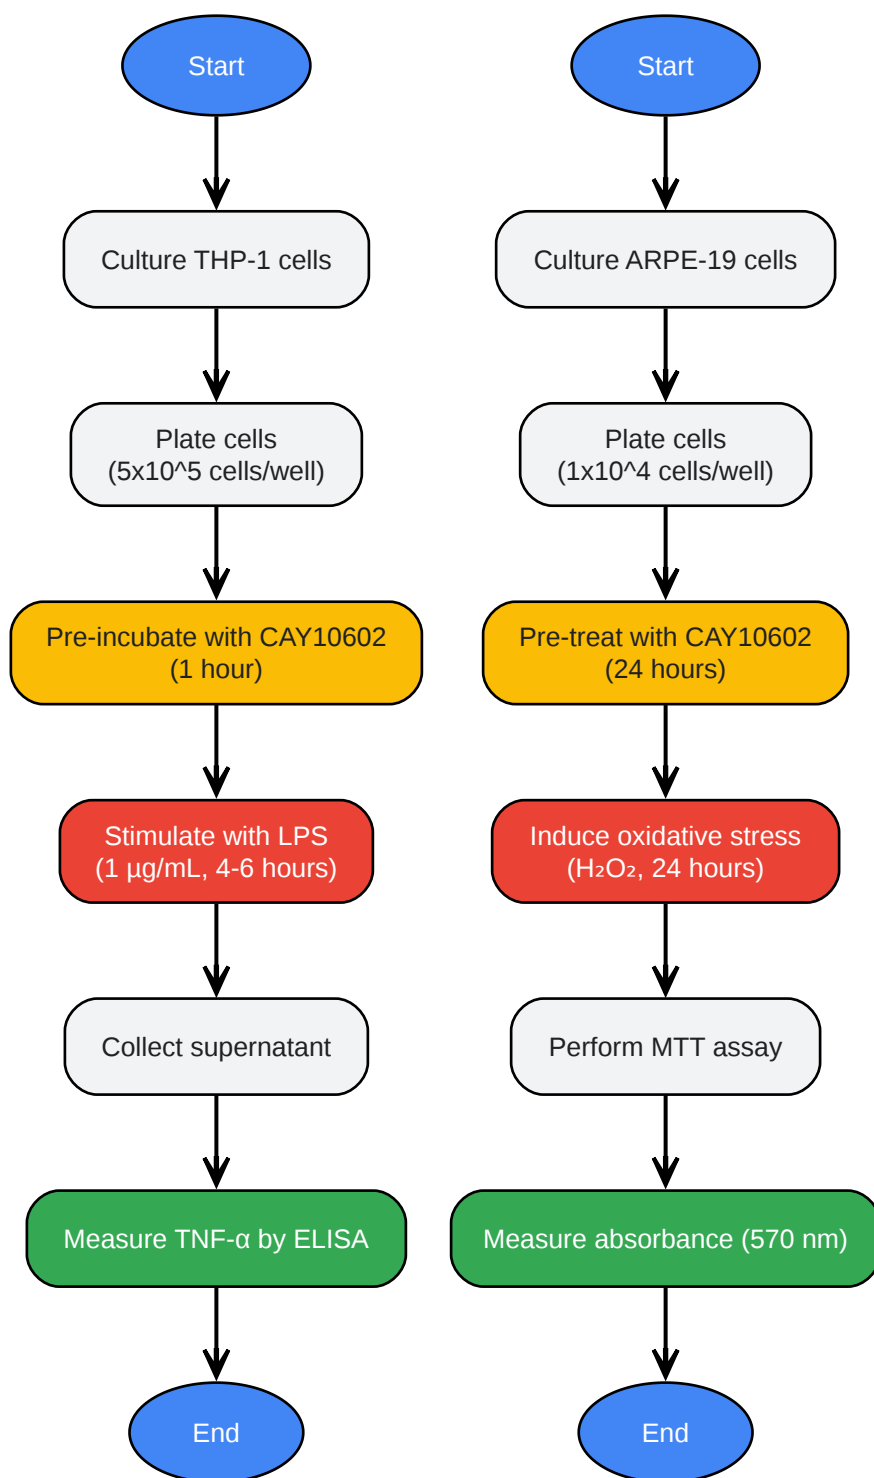 Start
Culture THP-1 cells
Plate cells
(5x10^5 cells/well)
Pre-incubate with CAY10602
(1 hour)
Stimulate with LPS
(1 µg/mL, 4-6 hours)
Collect supernatant
Measure TNF-α by ELISA
End
Start
Culture ARPE-19 cells
Plate cells
(1x10^4 cells/well)
Pre-treat with CAY10602
(24 hours)
Induce oxidative stress
(H₂O₂, 24 hours)
Perform MTT assay
Measure absorbance (570 nm)
End